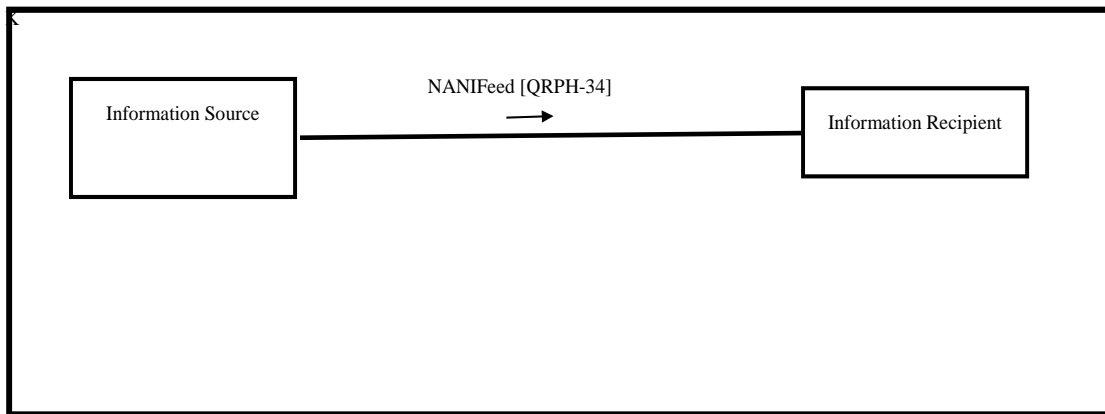 K
NANIFeed [QRPH-34]
Information Source
Information Recipient